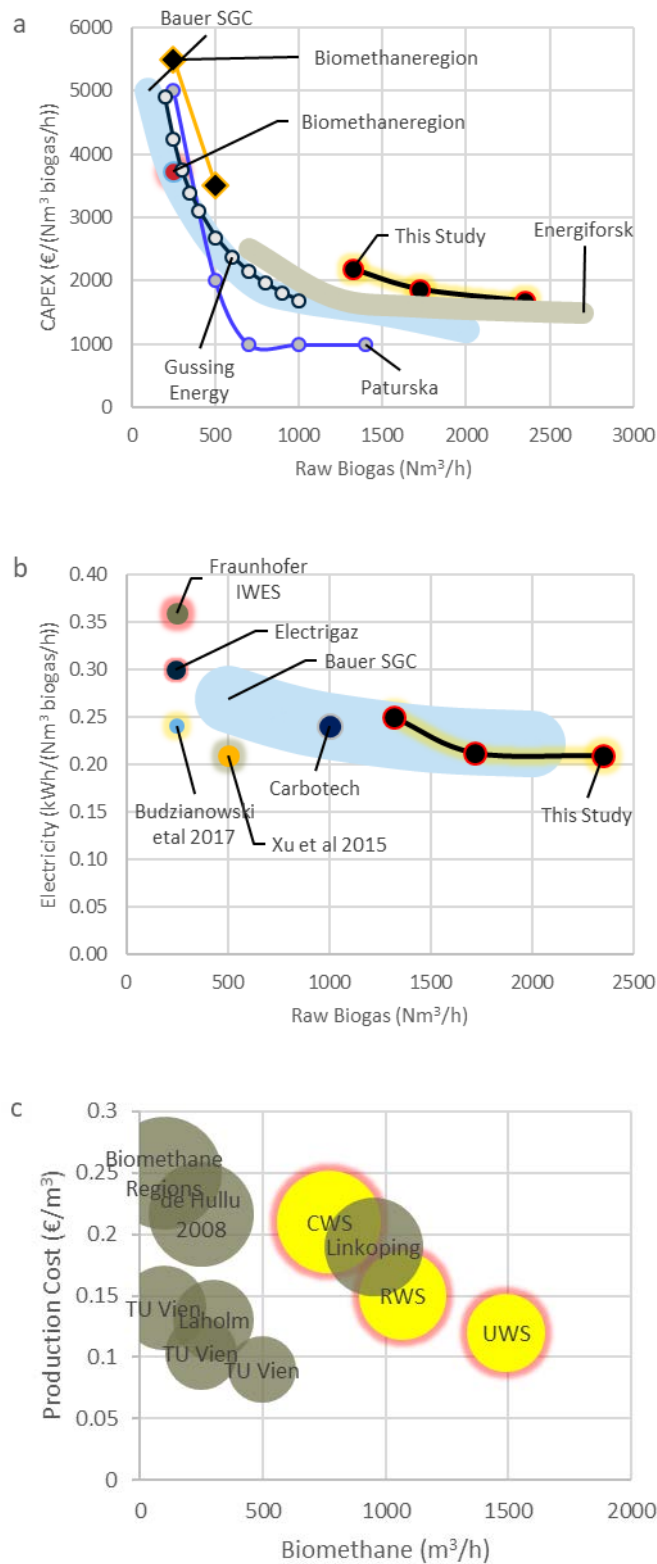 a
Bauer SGC
6000
Biomethaneregion
5000
Biomethaneregion
4000
CAPEX (€/(Nm³ biogas/h))
3000
This Study
Energiforsk
2000
1000
Gussing
Energy
Paturska
0
0 500 1000 1500 2000 2500 3000
Raw Biogas (Nm³/h)
b
Fraunhofer
IWES
0.40
0.35
Electrigaz
0.30
Bauer SGC
0.25
Electricity (kWh/(Nm³ biogas/h))
0.20
Carbotech
Budzianowski
etal 2017
This Study
0.15
Xu et al 2015
0.10
0.05
0.00
0 500 1000 1500 2000 2500
Raw Biogas (Nm³/h)
c
0.3
Biomethane
Regions
0.25
de Hullu
2008
CWS
0.2
Linkoping
Production Cost (€/m³)
0.15
TU Vien
Laholm
RWS
UWS
TU Vien
0.1
TU Vien
0.05
0
0 500 1000 1500 2000
Biomethane (m³/h)